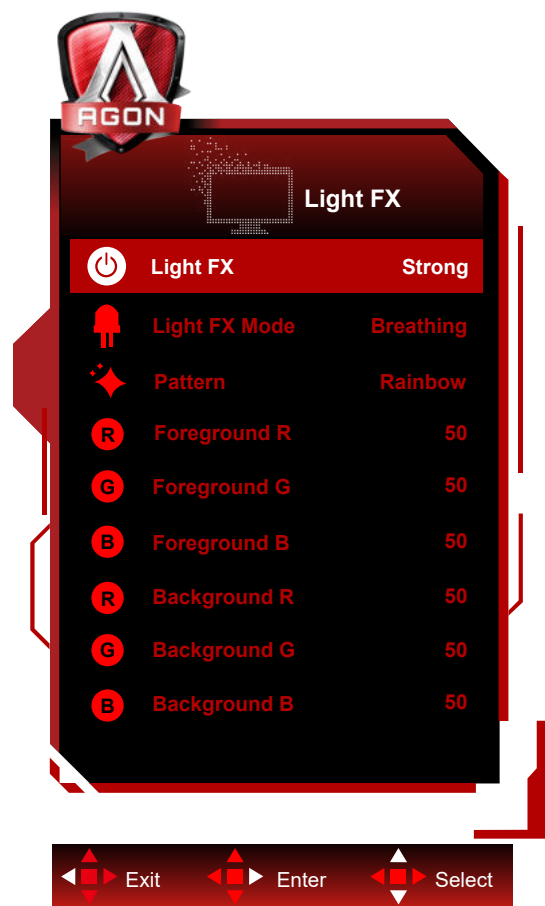 AGON
Light FX
Light FX Strong
Light FX Mode Breathing
Pattern Rainbow
R Foreground R 50
G Foreground G 50
B Foreground B 50
R Background R 50
G Background G 50
B Background B 50
Exit Enter Select